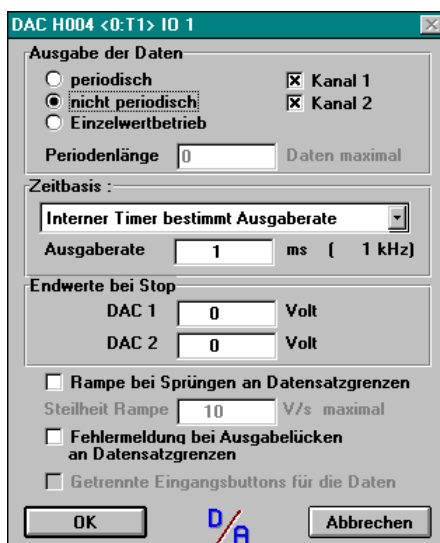 DAC H004 <0:T1> IO 1
Ausgabe der Daten
periodisch Kanal 1
nicht periodisch Kanal 2
Einzelwertbetrieb
Periodenlänge 0 Daten maximal
Zeitbasis :
Interner Timer bestimmt Ausgaberate
Ausgaberate 1 ms ( 1 kHz)
Endwerte bei Stop
DAC 1 0 Volt
DAC 2 0 Volt
Rampe bei Sprüngen an Datensatzgrenzen
Steilheit Rampe 10 V/s maximal
Fehlermeldung bei Ausgabelücken
an Datensatzgrenzen
Getrennte Eingangsbuttons für die Daten
OK D/A Abbrechen